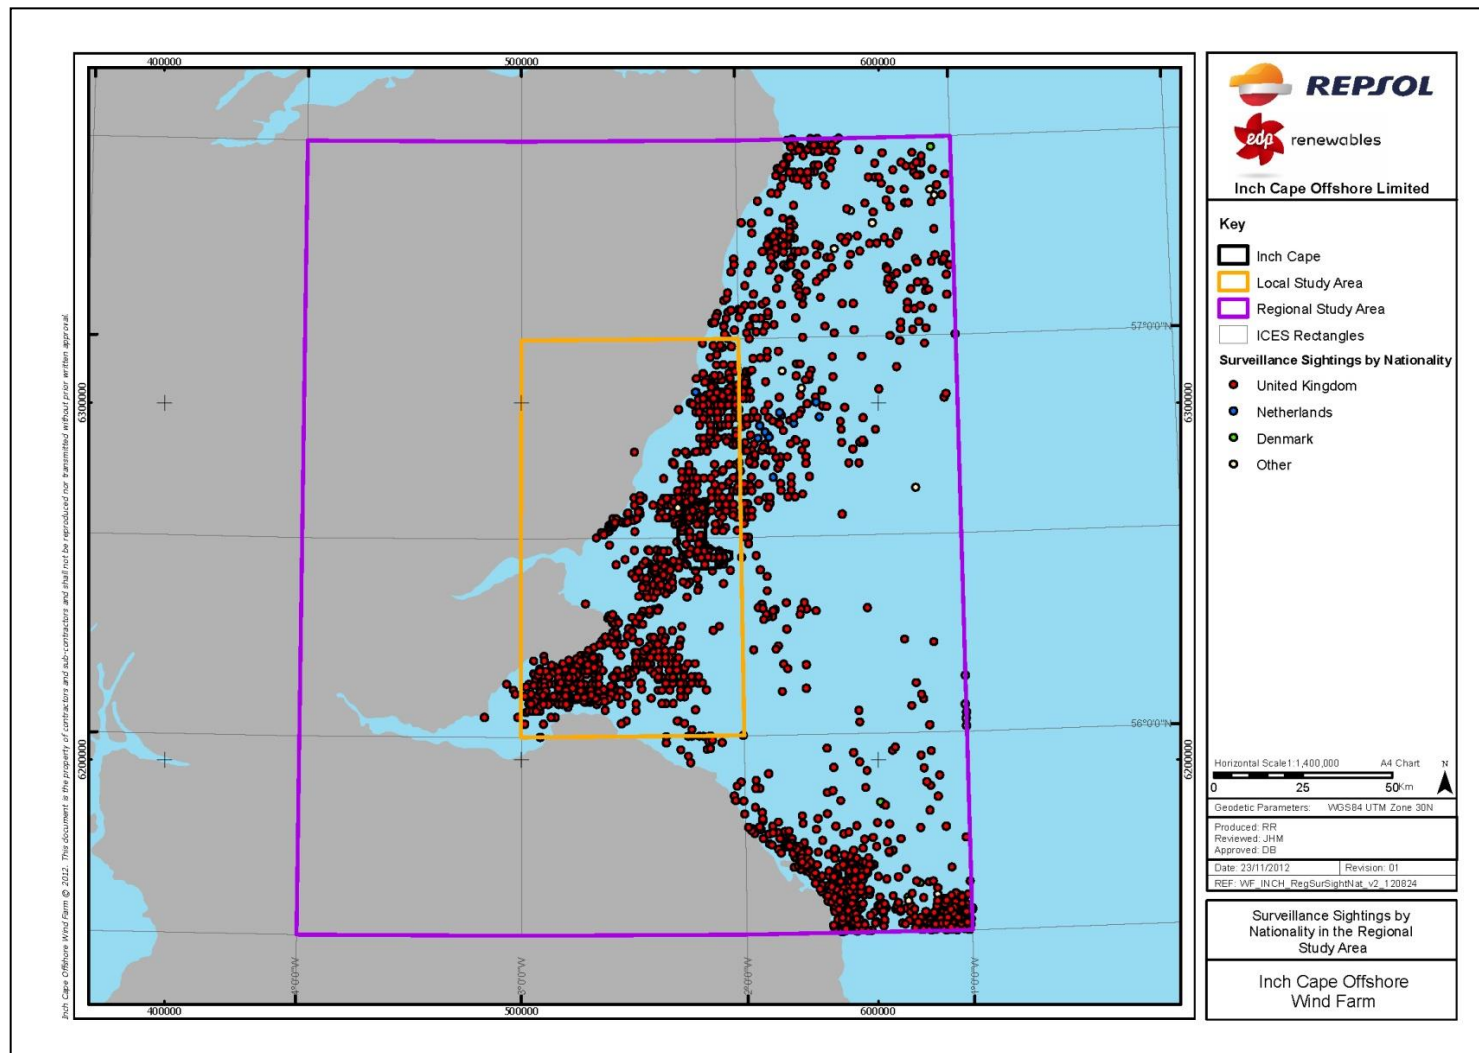 400000
500000
600000
6300000
6200000
57°0'0"N
56°0'0"N
6300000
6200000
4°0'0"W
3°0'0"W
2°0'0"W
1°0'0"W
400000
500000
600000
Inch Cape Offshore Wind Farm © 2012. This document is the property of contractors and sub-contractors and shall not be reproduced nor transmitted without prior written approval.
REPSOL
edp renewables
Inch Cape Offshore Limited
Key
Inch Cape
Local Study Area
Regional Study Area
ICES Rectangles
Surveillance Sightings by Nationality
United Kingdom
Netherlands
Denmark
Other
Horizontal Scale1:1,400,000 A4 Chart N
0 25 50Km
Geodetic Parameters: WGS84 UTM Zone 30N
Produced: RR
Reviewed: JHM
Approved: DB
Date: 23/11/2012 Revision: 01
REF: WF_INCH_RegSurSightNat_v2_120824
Surveillance Sightings by
Nationality in the Regional
Study Area
Inch Cape Offshore
Wind Farm